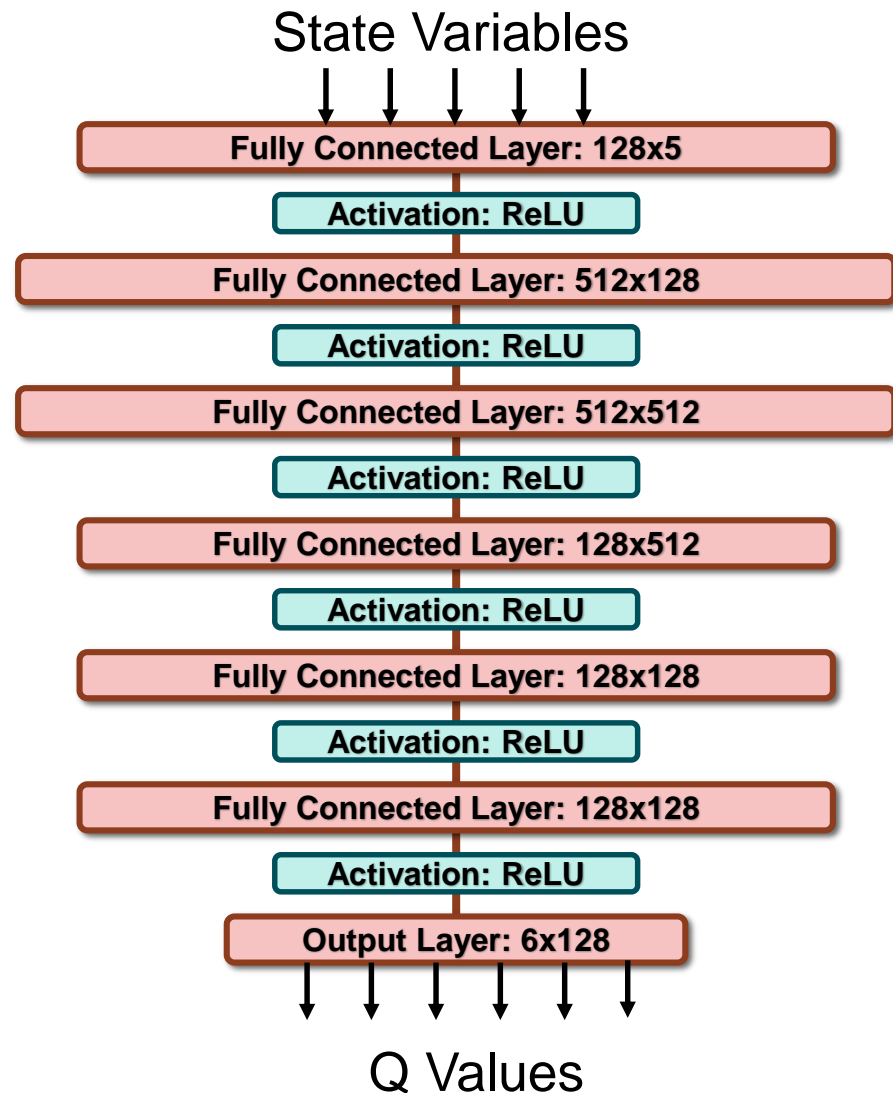 State Variables
Fully Connected Layer: 128x5
Activation: ReLU
Fully Connected Layer: 512x128
Activation: ReLU
Fully Connected Layer: 512x512
Activation: ReLU
Fully Connected Layer: 128x512
Activation: ReLU
Fully Connected Layer: 128x128
Activation: ReLU
Fully Connected Layer: 128x128
Activation: ReLU
Output Layer: 6x128
Q Values